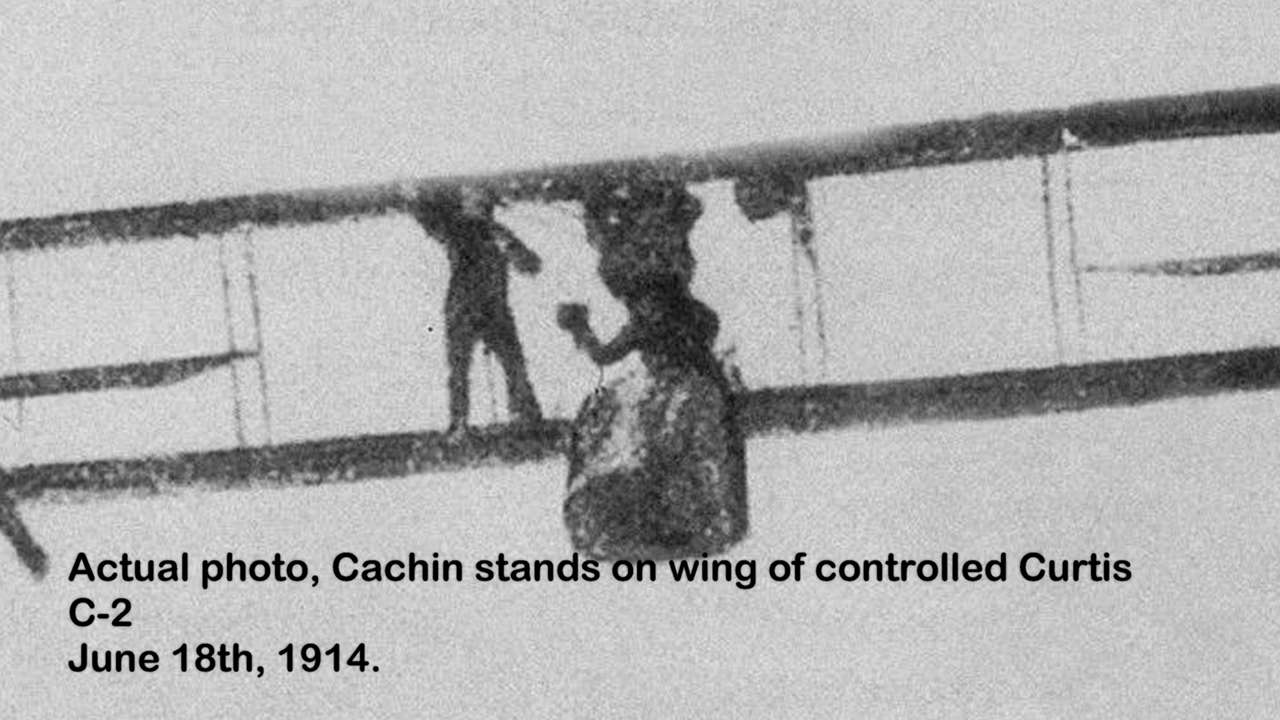 Actual photo, Cachin stands on wing of controlled Curtis
C-2
June 18th, 1914.